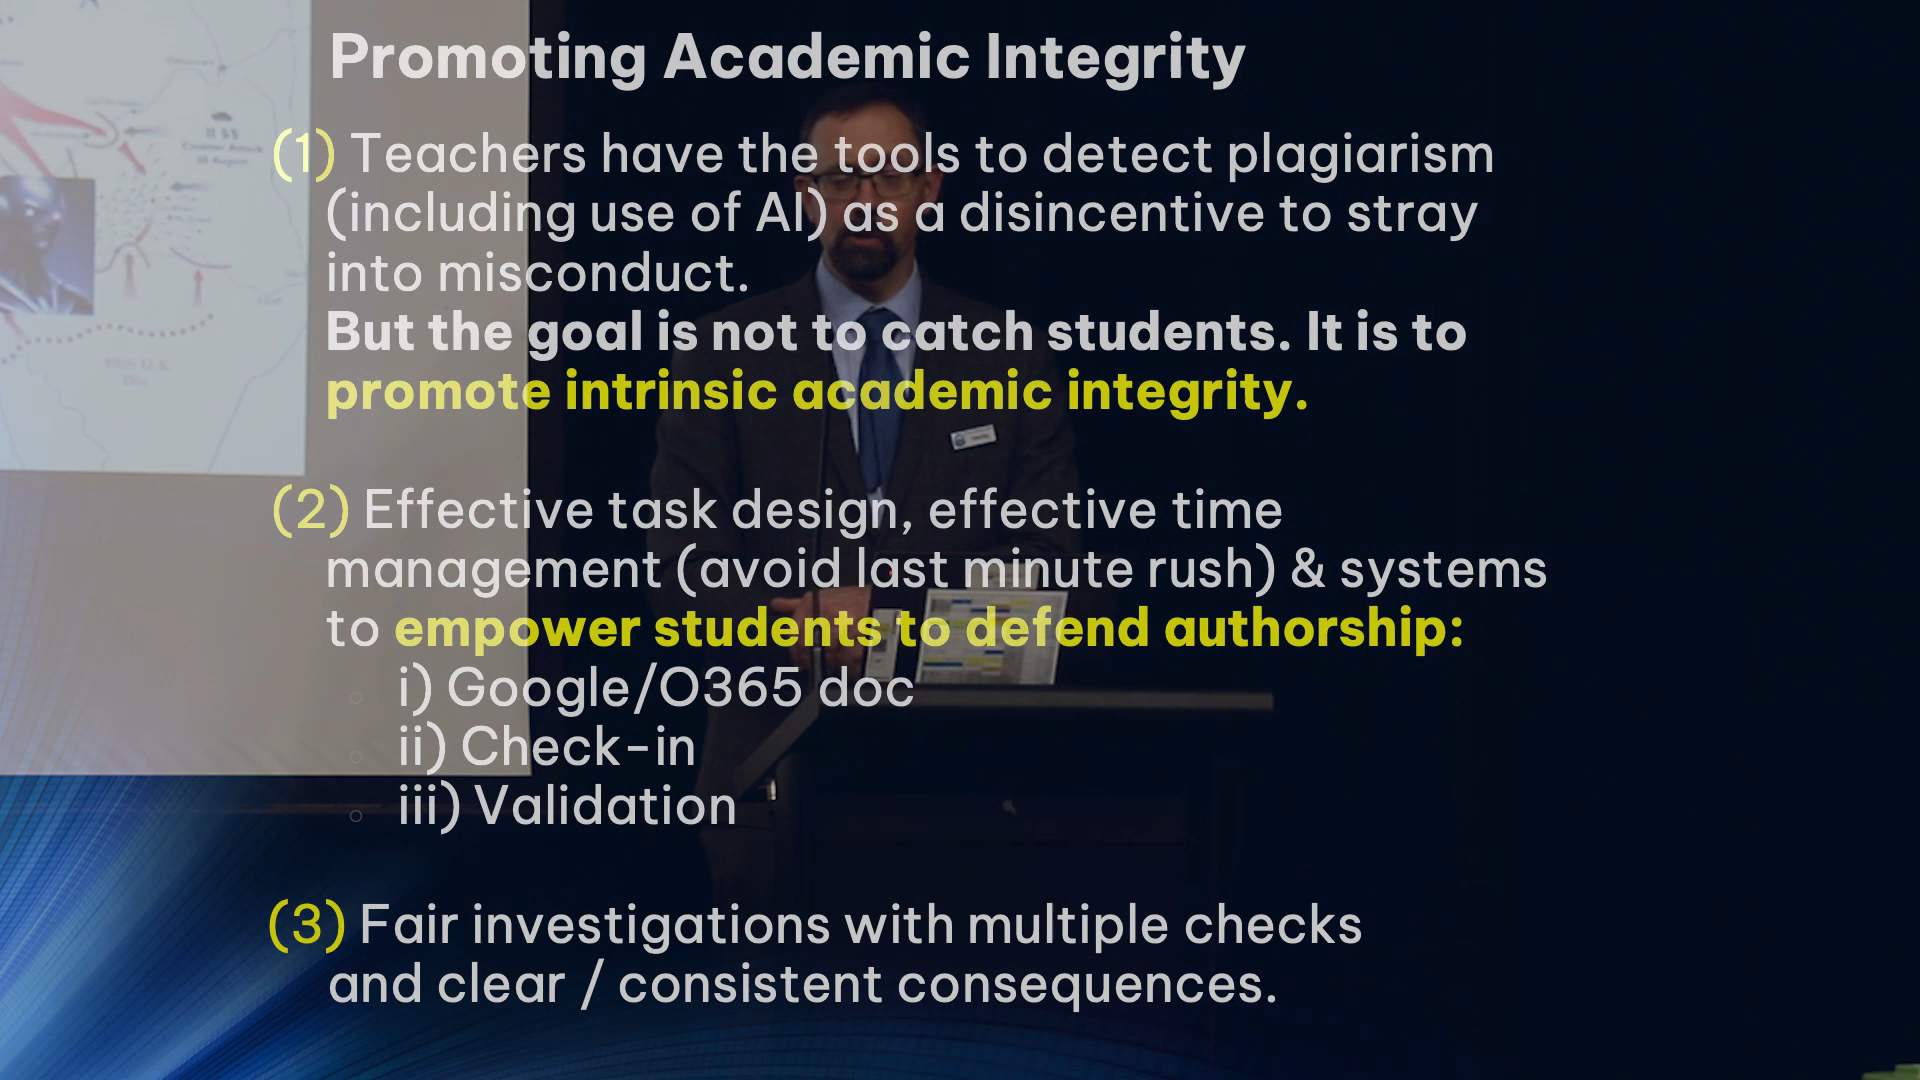 Promoting Academic Integrity
(1) Teachers have the tools to detect plagiarism
(including use of AI) as a disincentive to stray
into misconduct.
But the goal is not to catch students. It is to
promote intrinsic academic integrity.
(2) Effective task design, effective time
management (avoid last minute rush) & systems
to empower students to defend authorship:
i) Google/O365 doc
ii) Check-in
iii) Validation
(3) Fair investigations with multiple checks
and clear / consistent consequences.